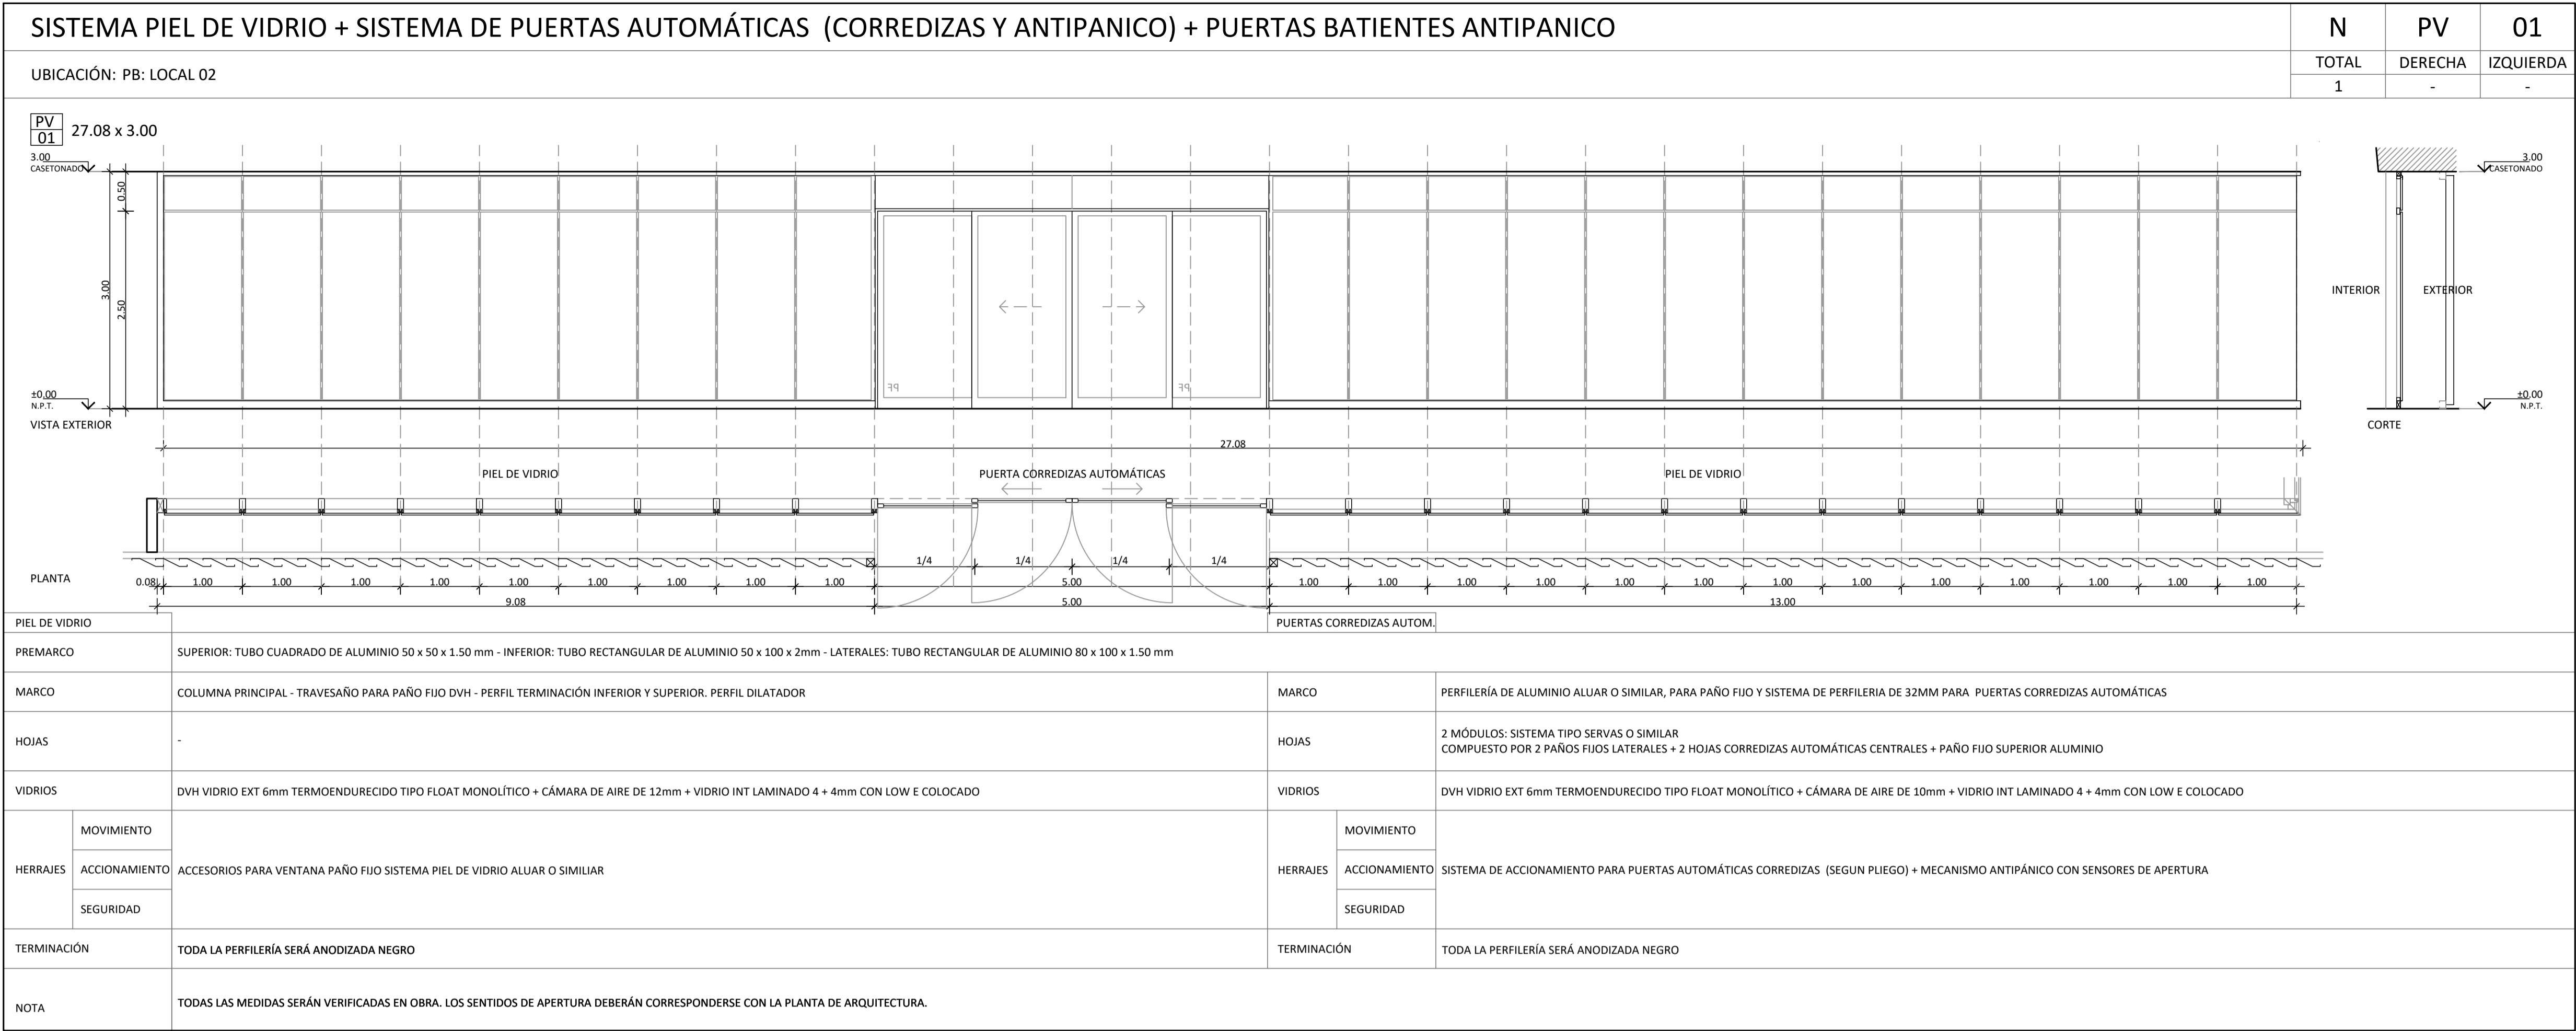 SISTEMA PIEL DE VIDRIO + SISTEMA DE PUERTAS AUTOMÁTICAS (CORREDIZAS Y ANTIPANICO) + PUERTAS BATIENTES ANTIPANICO
N PV 01
UBICACIÓN: PB: LOCAL 02
TOTAL DERECHA IZQUIERDA
1 - -
PV
01
27.08 x 3.00
3.00
CASETONADO
0.50
3.00
2.50
±0.00
N.P.T.
VISTA EXTERIOR
PF
PF
3.00
CASETONADO
INTERIOR
EXTERIOR
±0.00
N.P.T.
CORTE
27.08
PIEL DE VIDRIO
PUERTA CORREDIZAS AUTOMÁTICAS
PIEL DE VIDRIO
1/4 1/4 1/4 1/4
PLANTA
0.08 1.00 1.00 1.00 1.00 1.00 1.00 1.00 1.00 1.00 5.00 1.00 1.00 1.00 1.00 1.00 1.00 1.00 1.00 1.00 1.00 1.00 1.00 1.00
9.08 5.00 13.00
PIEL DE VIDRIO
PUERTAS CORREDIZAS AUTOM.
PREMARCO
SUPERIOR: TUBO CUADRADO DE ALUMINIO 50 x 50 x 1.50 mm - INFERIOR: TUBO RECTANGULAR DE ALUMINIO 50 x 100 x 2mm - LATERALES: TUBO RECTANGULAR DE ALUMINIO 80 x 100 x 1.50 mm
MARCO
COLUMNA PRINCIPAL - TRAVESAÑO PARA PAÑO FIJO DVH - PERFIL TERMINACIÓN INFERIOR Y SUPERIOR. PERFIL DILATADOR
MARCO
PERFILERÍA DE ALUMINIO ALUAR O SIMILAR, PARA PAÑO FIJO Y SISTEMA DE PERFILERIA DE 32MM PARA PUERTAS CORREDIZAS AUTOMÁTICAS
HOJAS
-
HOJAS
2 MÓDULOS: SISTEMA TIPO SERVAS O SIMILAR
COMPUESTO POR 2 PAÑOS FIJOS LATERALES + 2 HOJAS CORREDIZAS AUTOMÁTICAS CENTRALES + PAÑO FIJO SUPERIOR ALUMINIO
VIDRIOS
DVH VIDRIO EXT 6mm TERMOENDURECIDO TIPO FLOAT MONOLÍTICO + CÁMARA DE AIRE DE 12mm + VIDRIO INT LAMINADO 4 + 4mm CON LOW E COLOCADO
VIDRIOS
DVH VIDRIO EXT 6mm TERMOENDURECIDO TIPO FLOAT MONOLÍTICO + CÁMARA DE AIRE DE 10mm + VIDRIO INT LAMINADO 4 + 4mm CON LOW E COLOCADO
HERRAJES
MOVIMIENTO
ACCIONAMIENTO
SEGURIDAD
ACCESORIOS PARA VENTANA PAÑO FIJO SISTEMA PIEL DE VIDRIO ALUAR O SIMILIAR
HERRAJES
MOVIMIENTO
ACCIONAMIENTO
SEGURIDAD
SISTEMA DE ACCIONAMIENTO PARA PUERTAS AUTOMÁTICAS CORREDIZAS (SEGUN PLIEGO) + MECANISMO ANTIPÁNICO CON SENSORES DE APERTURA
TERMINACIÓN
TODA LA PERFILERÍA SERÁ ANODIZADA NEGRO
TERMINACIÓN
TODA LA PERFILERÍA SERÁ ANODIZADA NEGRO
NOTA
TODAS LAS MEDIDAS SERÁN VERIFICADAS EN OBRA. LOS SENTIDOS DE APERTURA DEBERÁN CORRESPONDERSE CON LA PLANTA DE ARQUITECTURA.